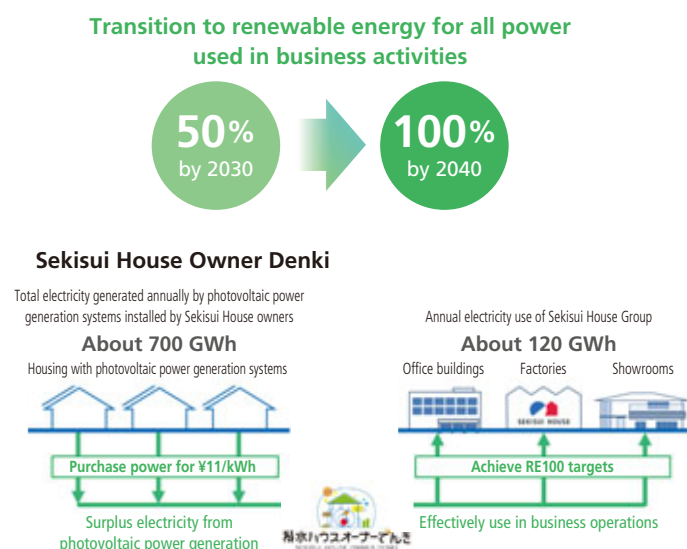 Transition to renewable energy for all power
used in business activities
50%
by 2030
100%
by 2040
Sekisui House Owner Denki
Total electricity generated annually by photovoltaic power
generation systems installed by Sekisui House owners
About 700 GWh
Housing with photovoltaic power generation systems
Purchase power for ¥11/kWh
Surplus electricity from
photovoltaic power generation
Annual electricity use of Sekisui House Group
About 120 GWh
Office buildings
Factories
Showrooms
SEKISUI HOUSE
Achieve RE100 targets
Effectively use in business operations
積水ハウスオーナーでんき
SEKISUI HOUSE OWNER DENKI